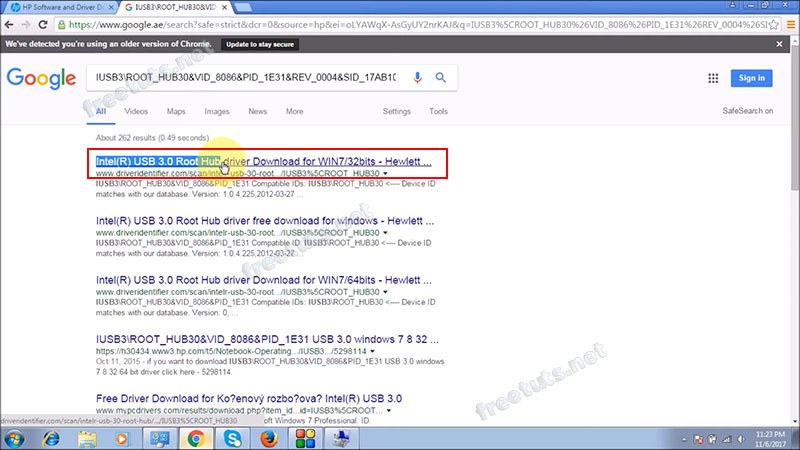 HP Software and Driver D
IUSB3\ROOT_HUB30&VID_
https://www.google.ae/search?safe=strict&dcr=0&source=hp&ei=oLYAWqX-AsGyUY2nrKAJ&q=IUSB3%5CROOT_HUB30%26VID_8086%26PID_1E31%26REV_0004%26SI
We've detected you're using an older version of Chrome. Update to stay secure
Google
IUSB3\ROOT_HUB30&VID_8086&PID_1E31&REV_0004&SID_17AB10
Sign in
All Videos Maps Images News More Settings Tools SafeSearch on
About 262 results (0.49 seconds)
Intel(R) USB 3.0 Root Hub driver Download for WIN7/32bits - Hewlett ...
www.driveridentifier.com/scan/intelr-usb-30-root.../IUSB3%5CROOT_HUB30
IUSB3\ROOT_HUB30&VID_8086&PID_1E31 Compatible IDs: IUSB3\ROOT_HUB30 <---- Device ID
matches with our database. Version: 1.0.4.225,2012-03-27 ...
Intel(R) USB 3.0 Root Hub driver free download for windows - Hewlett ...
www.driveridentifier.com/scan/intelr-usb-30-root.../IUSB3%5CROOT_HUB30
IUSB3\ROOT_HUB30&VID_8086&PID_1E31 Compatible ID: IUSB3\ROOT_HUB30 <---- Device ID
matches with our database. Version: 1.0.4.225,2012-03-27 ...
Intel(R) USB 3.0 Root Hub driver Download for WIN7/64bits - Hewlett ...
www.driveridentifier.com/scan/intelr-usb-30-root.../IUSB3%5CROOT_HUB30
IUSB3\ROOT_HUB30&VID_8086&PID_1E31 Compatible IDs: IUSB3\ROOT_HUB30 <---- Device ID
matches with our database. Version: 0, ...
IUSB3\ROOT_HUB30&VID_8086&PID_1E31 USB 3.0 windows 7 8 32 ...
https://h30434.www3.hp.com/t5/Notebook-Operating.../IUSB3.../5298114
Oct 11, 2015 - if you want to download IUSB3\ROOT_HUB30&VID_8086&PID_1E31 USB 3.0 windows
7 8 32 64 bit driver click here - 5298114.
Free Driver Download for Ko?enový rozbo?ova? Intel(R) USB 3.0
www.mypcdrivers.com/results/download.php?item_id...id=IUSB3%5CROOT_HUB30
driveridentifier.com/scan/intelr-usb-30-root-hub/.../IUSB3%5CROOT_HUB30
oft Windows 7 Professional. ID.
11:23 PM
11/6/2017
freetuts.net
freetuts.net
freetuts.net